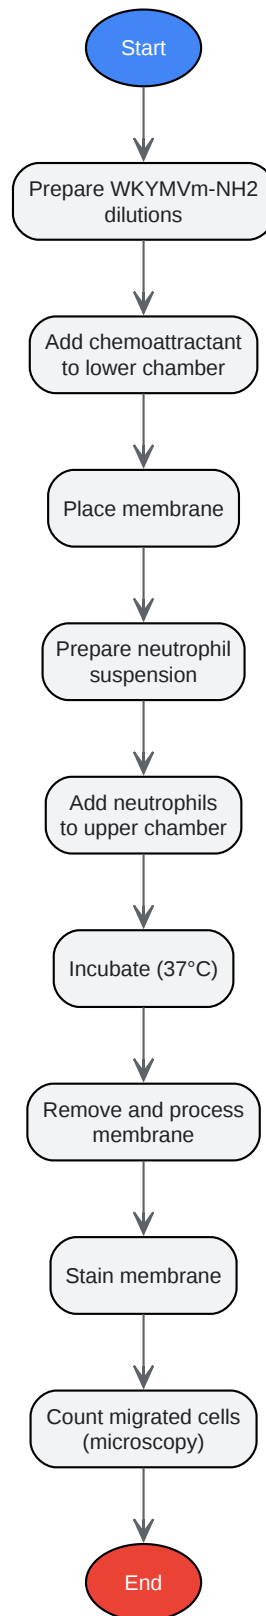 Start
Prepare WKYMVm-NH2
dilutions
Add chemoattractant
to lower chamber
Place membrane
Prepare neutrophil
suspension
Add neutrophils
to upper chamber
Incubate (37°C)
Remove and process
membrane
Stain membrane
Count migrated cells
(microscopy)
End